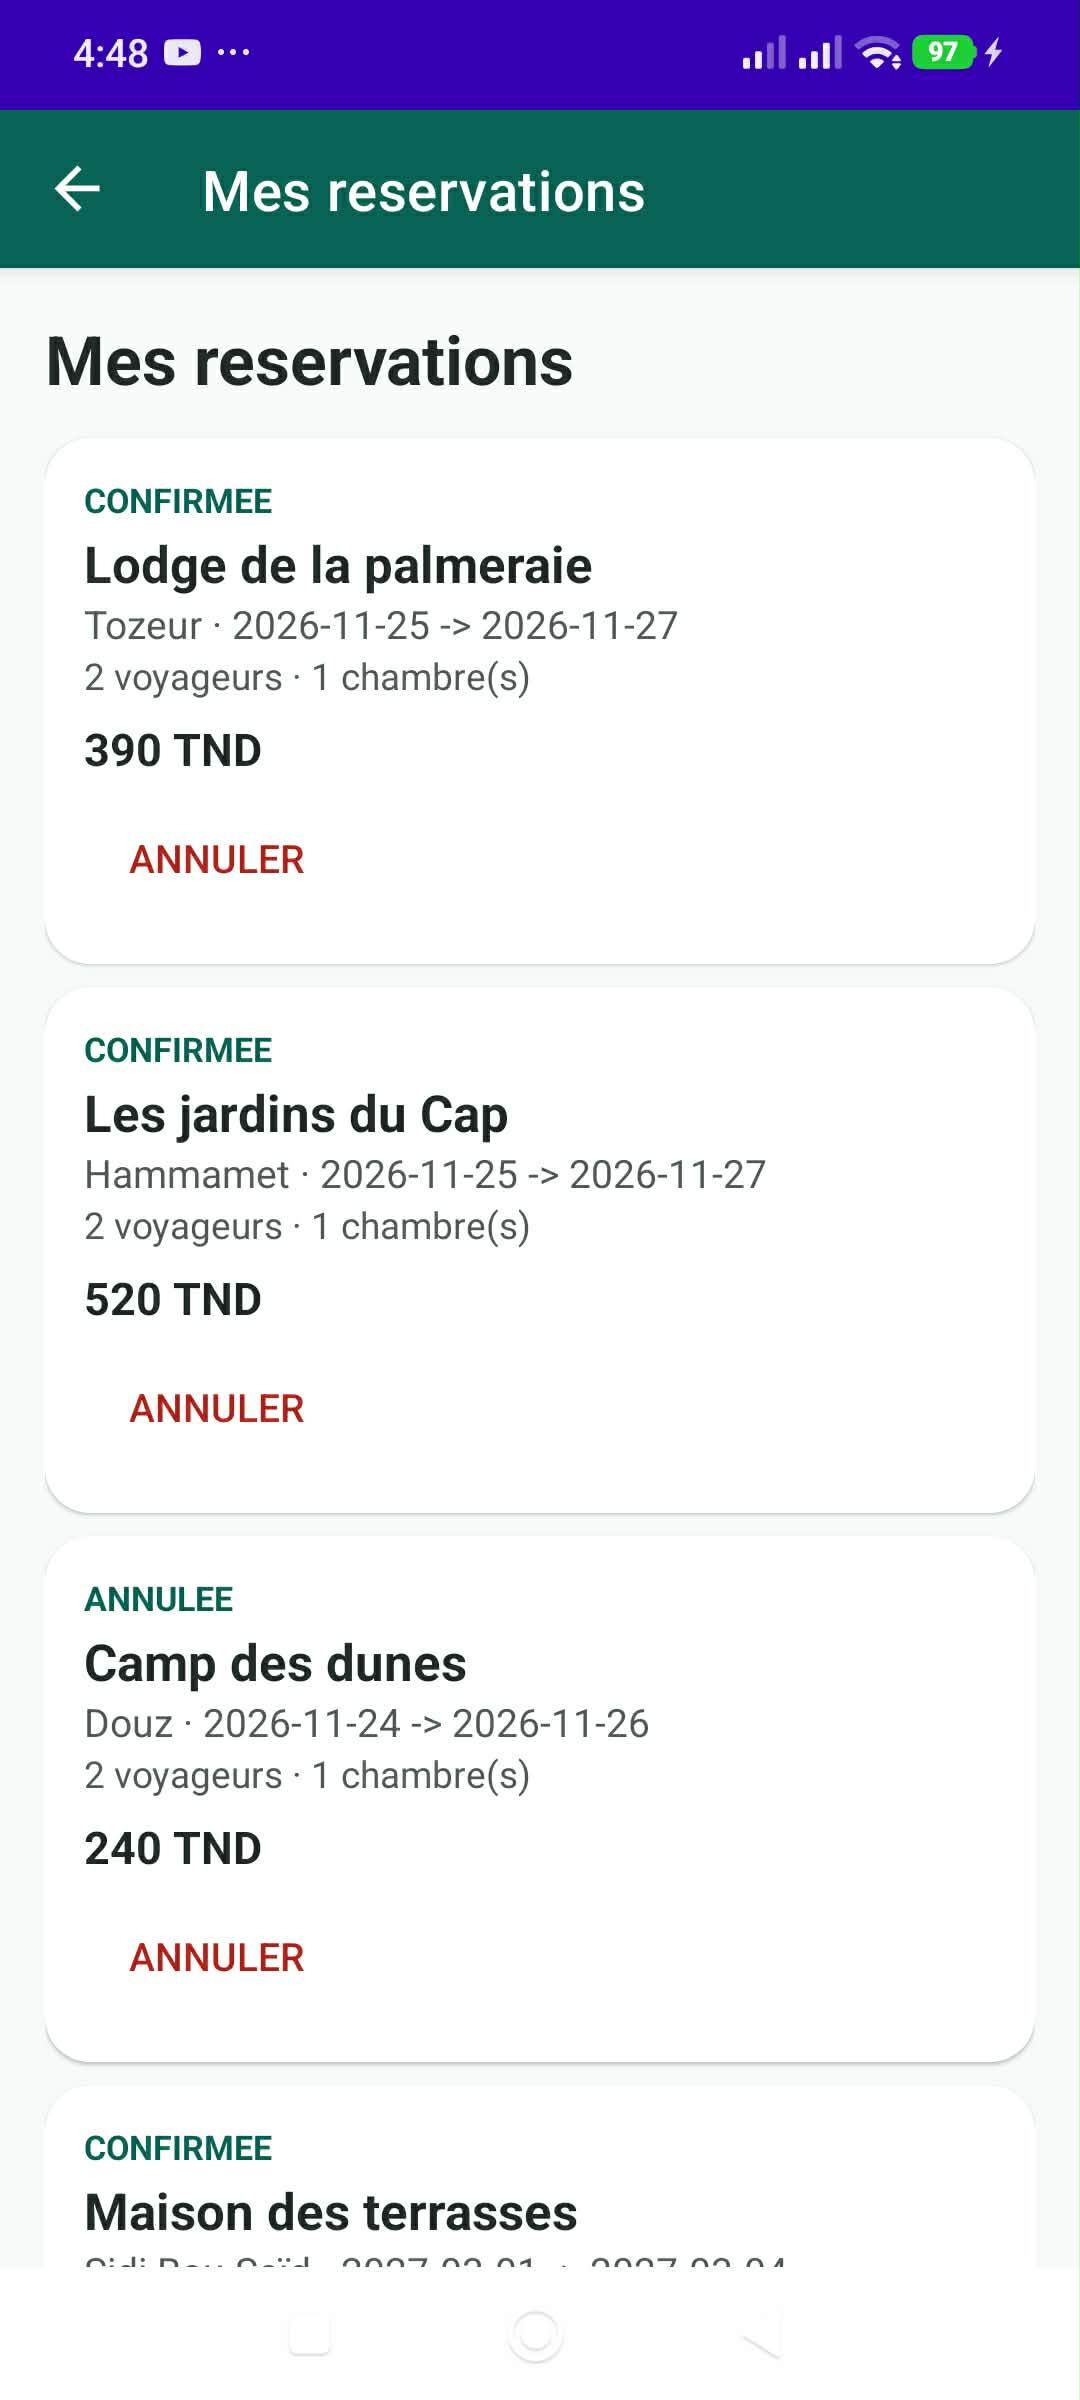 4:48 ...
97
Mes reservations
Mes reservations
CONFIRMEE
Lodge de la palmeraie
Tozeur · 2026-11-25 -> 2026-11-27
2 voyageurs · 1 chambre(s)
390 TND
ANNULER
CONFIRMEE
Les jardins du Cap
Hammamet · 2026-11-25 -> 2026-11-27
2 voyageurs · 1 chambre(s)
520 TND
ANNULER
ANNULEE
Camp des dunes
Douz · 2026-11-24 -> 2026-11-26
2 voyageurs · 1 chambre(s)
240 TND
ANNULER
CONFIRMEE
Maison des terrasses